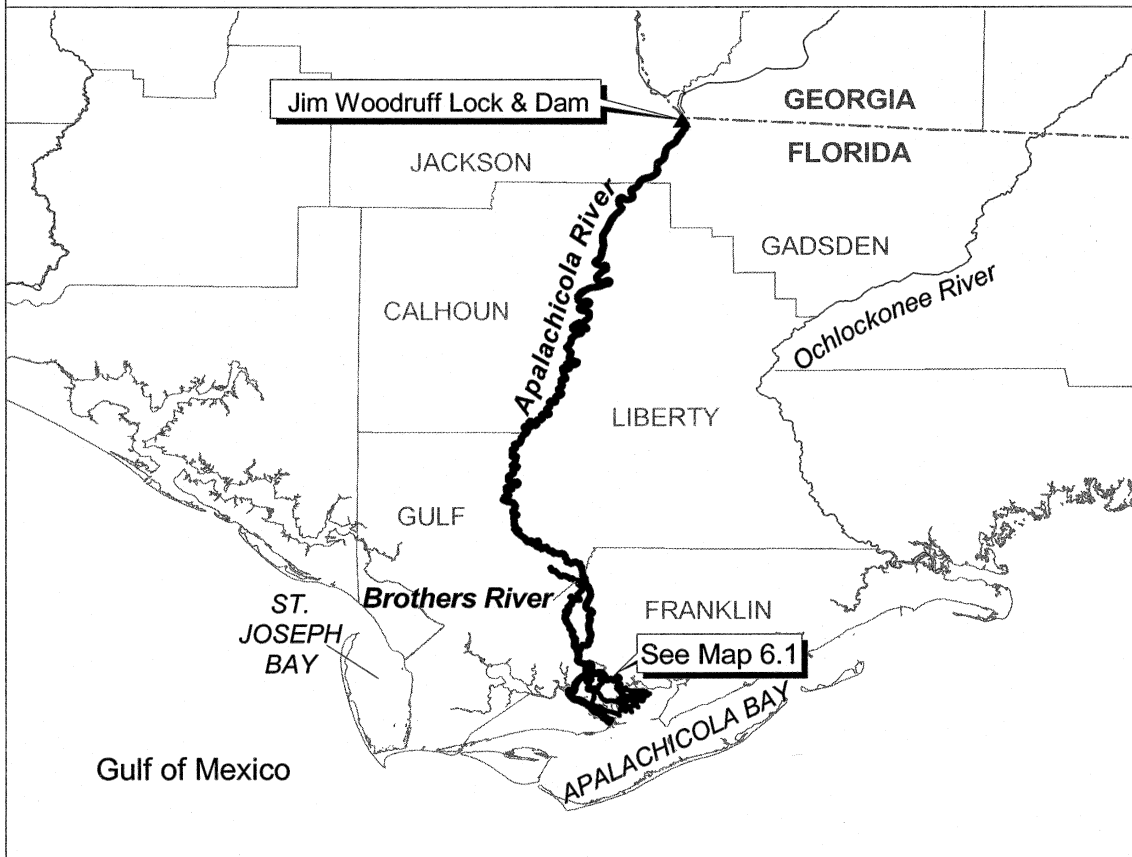 Jim Woodruff Lock & Dam
GEORGIA
FLORIDA
JACKSON
Apalachicola River
GADSDEN
CALHOUN
Ochlockonee River
LIBERTY
GULF
Brothers River
FRANKLIN
ST.
JOSEPH
BAY
See Map 6.1
APALACHICOLA BAY
Gulf of Mexico